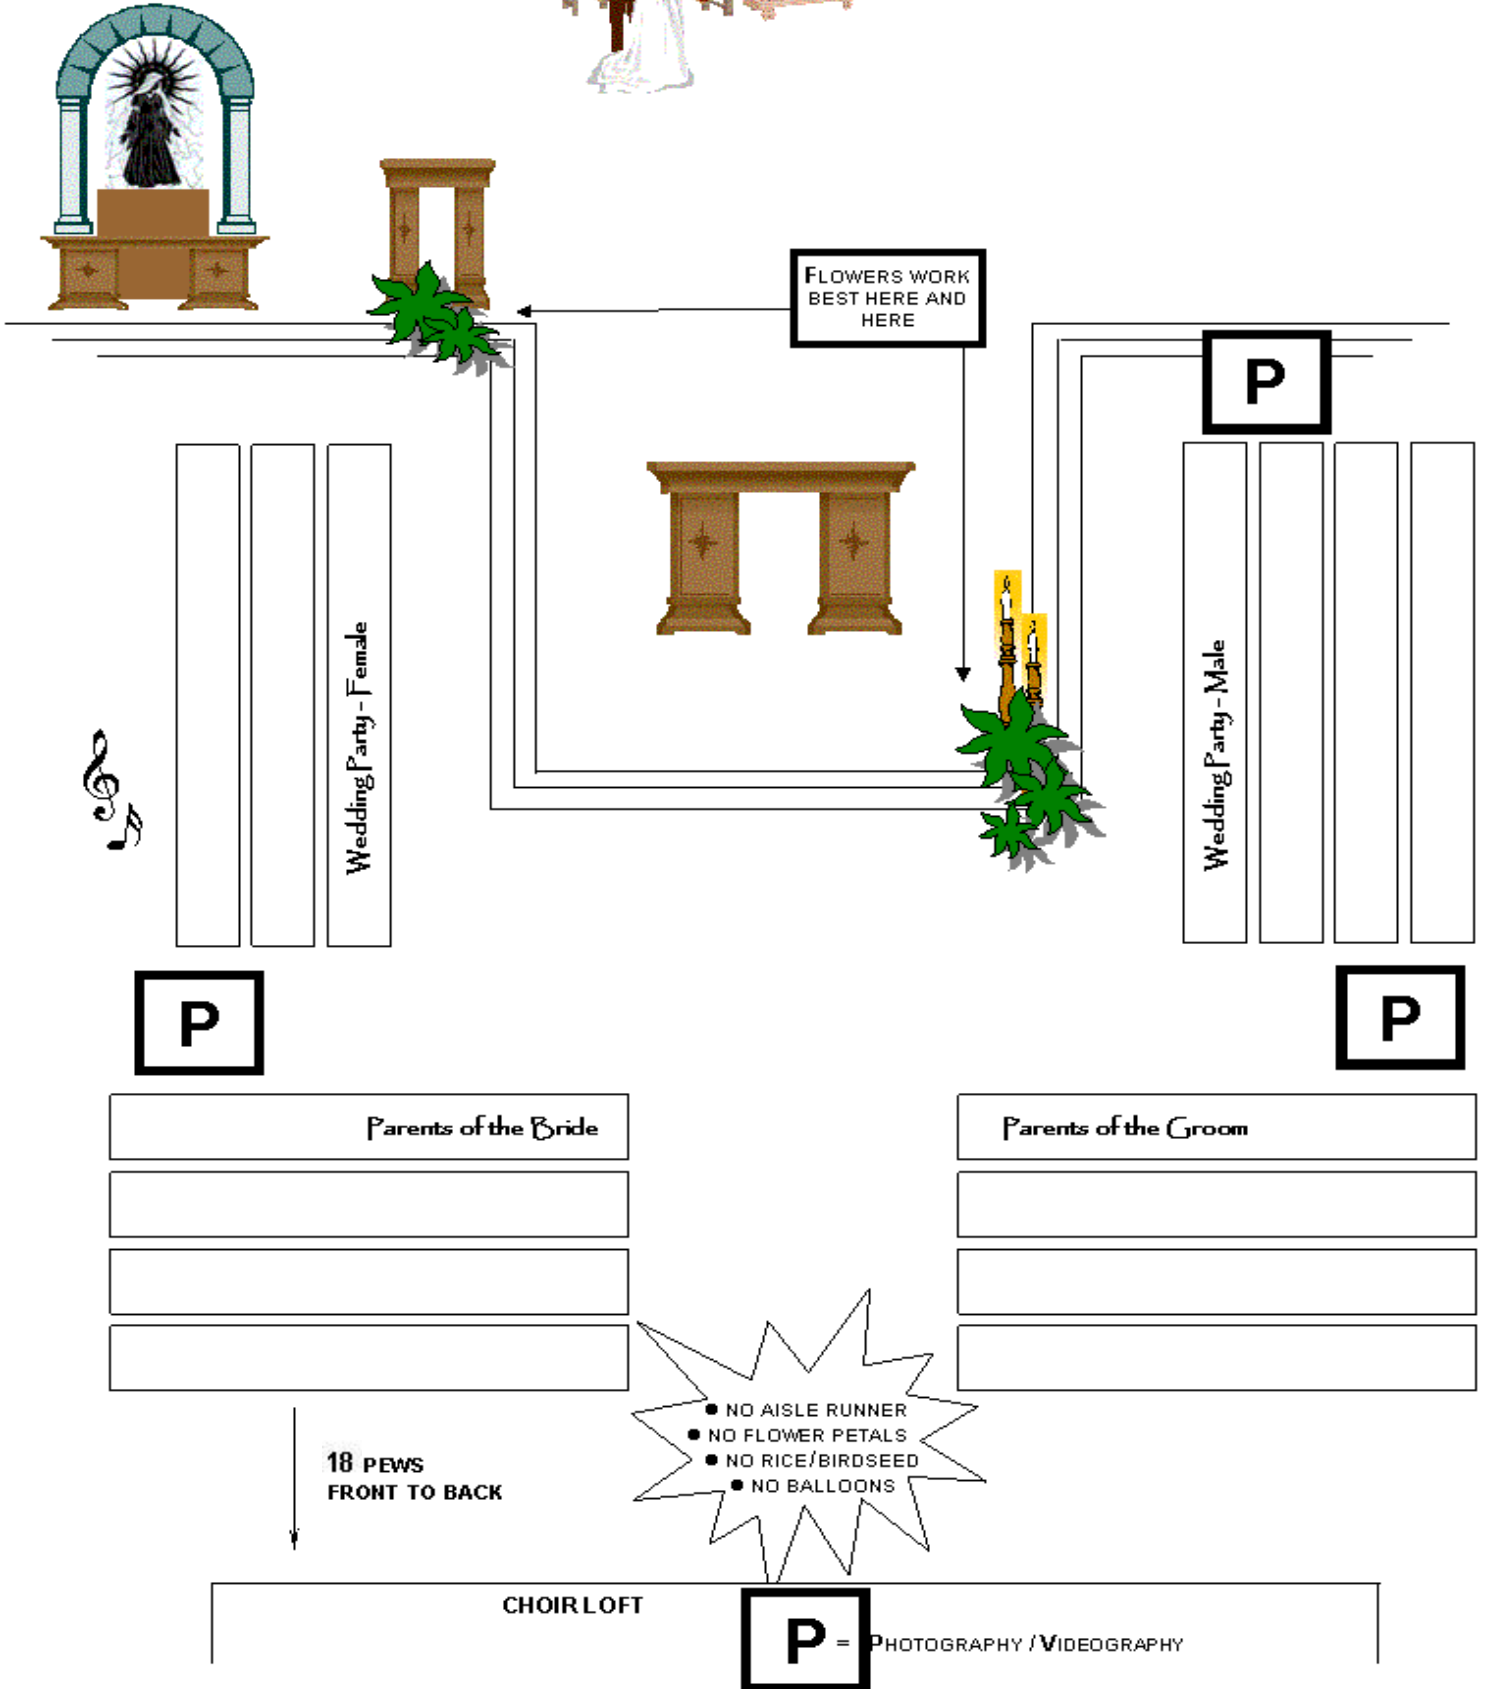 FLOWERS WORK
BEST HERE AND
HERE
P
Wedding Party - Female
Wedding Party - Male
P
P
Parents of the Bride
Parents of the Groom
• NO AISLE RUNNER
• NO FLOWER PETALS
• NO RICE/BIRDSEED
• NO BALLOONS
18 PEWS
FRONT TO BACK
CHOIR LOFT
P = PHOTOGRAPHY / VIDEOGRAPHY